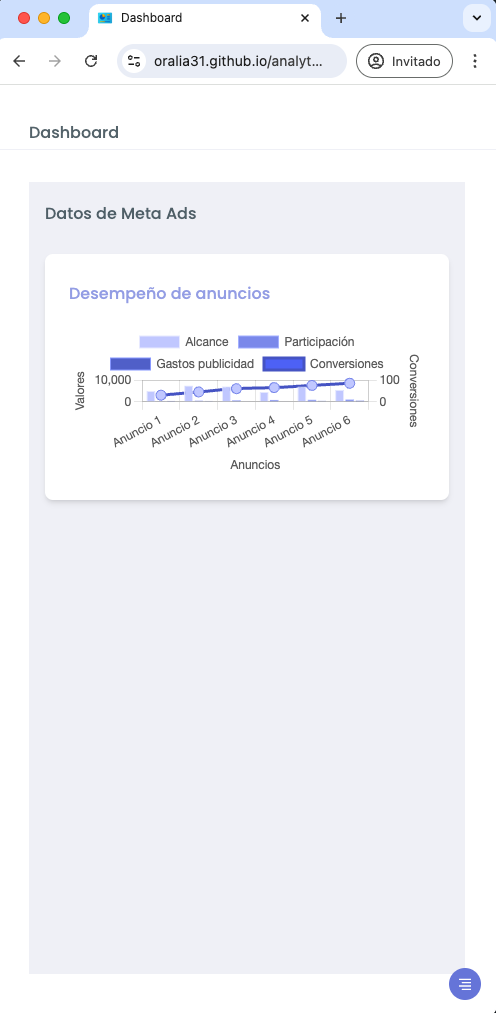 Dashboard
oralia31.github.io/analyt...
Invitado
Dashboard
Datos de Meta Ads
Desempeño de anuncios
Alcance Participación
Gastos publicidad Conversiones
Valores
10,000
0
100
0
Conversiones
Anuncio 1 Anuncio 2 Anuncio 3 Anuncio 4 Anuncio 5 Anuncio 6
Anuncios